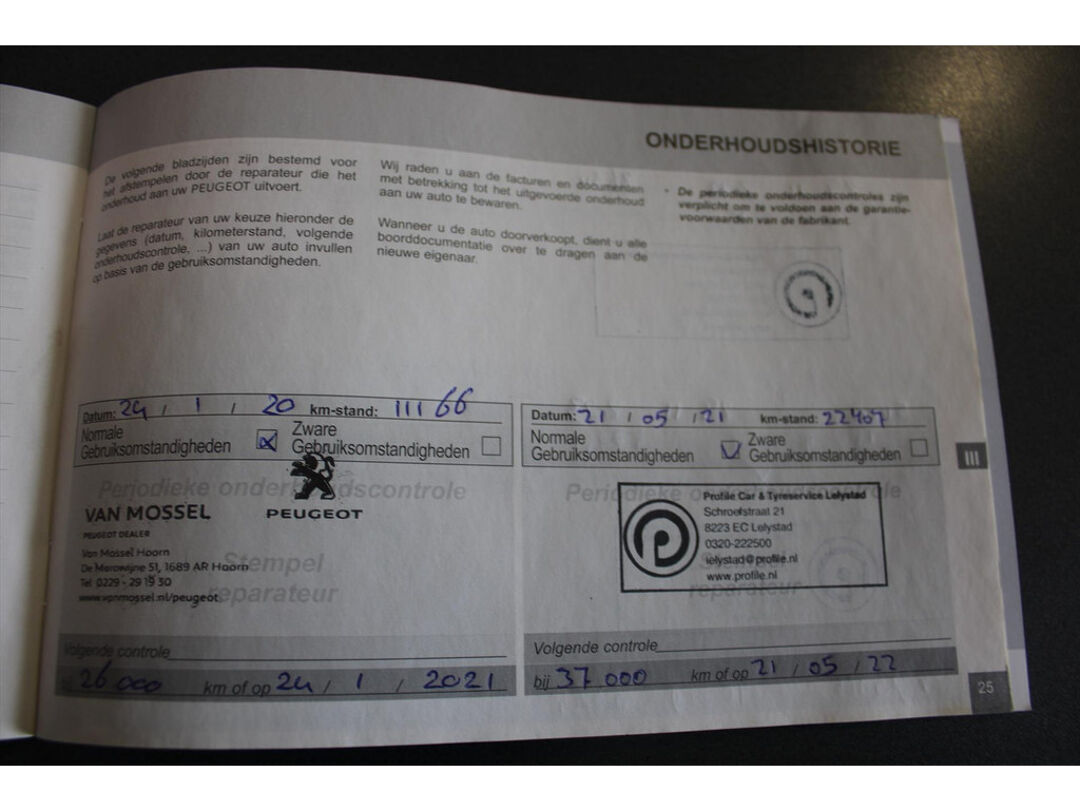 ONDERHOUDSHISTORIE
De volgende bladzijden zijn bestemd voor
het afstempelen door de reparateur die het
onderhoud aan uw PEUGEOT uitvoert.
Laat de reparateur van uw keuze hieronder de
gegevens (datum, kilometerstand, volgende
onderhoudscontrole, ...) van uw auto invullen
op basis van de gebruiksomstandigheden.
Wij raden u aan de facturen en documenten
met betrekking tot het uitgevoerde onderhoud
aan uw auto te bewaren.
Wanneer u de auto doorverkoopt, dient u alle
boorddocumentatie over te dragen aan de
nieuwe eigenaar.
• De periodieke onderhoudscontroles zijn
verplicht om te voldoen aan de garantie-
voorwaarden van de fabrikant.
Datum: 24 / 1 / 20 km-stand: 11166
Normale
Gebruiksomstandigheden
Zware
Gebruiksomstandigheden
Periodieke onderhoudscontrole
VAN MOSSEL
PEUGEOT DEALER
PEUGEOT
Van Mossel Hoorn
De Merowijne 51, 1689 AR Hoorn
Tel 0229 - 29 19 30
www.vanmossel.nl/peugeot
Stempel
reparateur
Volgende controle
26 000 km of op 24 / 1 / 2021
Datum: 21 / 05 / 21 km-stand: 22407
Normale
Gebruiksomstandigheden
Zware
Gebruiksomstandigheden
Periodieke onderhoudscontrole
Profile Car & Tyreservice Lelystad
Schroefstraat 21
8223 EC Lelystad
0320-222500
lelystad@profile.nl
www.profile.nl
reparateur
Volgende controle
bij 37 000 km of op 21 / 05 / 22
III
25